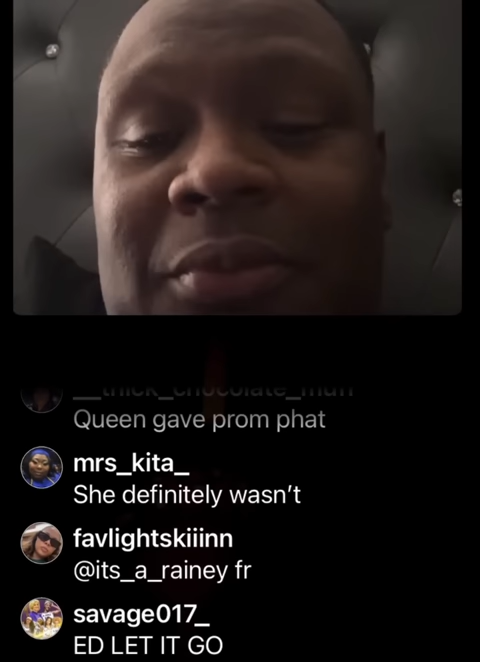 Queen gave prom phat
mrs_kita_
She definitely wasn't
favlightskiiinn
@its_a_rainey fr
savage017_
ED LET IT GO